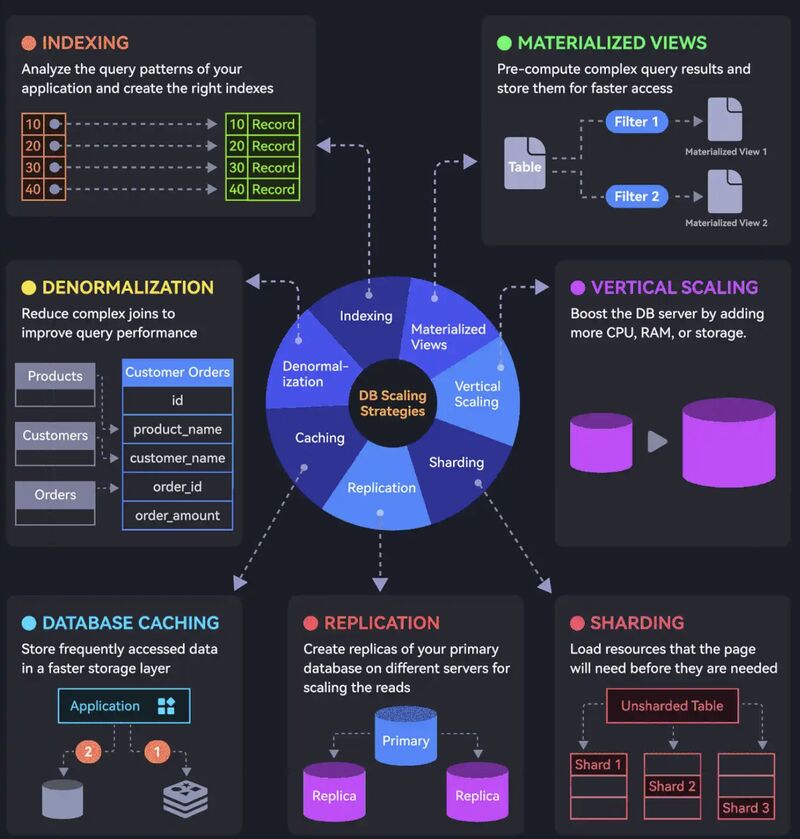 INDEXING
Analyze the query patterns of your
application and create the right indexes
10
10 Record
20
20 Record
30
30 Record
40
40 Record
MATERIALIZED VIEWS
Pre-compute complex query results and
store them for faster access
Table
Filter 1
Materialized View 1
Filter 2
Materialized View 2
DENORMALIZATION
Reduce complex joins to
improve query performance
Products
Customers
Orders
Customer Orders
id
product_name
customer_name
order_id
order_amount
DB Scaling
Strategies
Indexing
Materialized
Views
Vertical
Scaling
Sharding
Replication
Caching
Denormal-
ization
VERTICAL SCALING
Boost the DB server by adding
more CPU, RAM, or storage.
DATABASE CACHING
Store frequently accessed data
in a faster storage layer
Application
2
1
REPLICATION
Create replicas of your primary
database on different servers for
scaling the reads
Primary
Replica
Replica
SHARDING
Load resources that the page
will need before they are needed
Unsharded Table
Shard 1
Shard 2
Shard 3